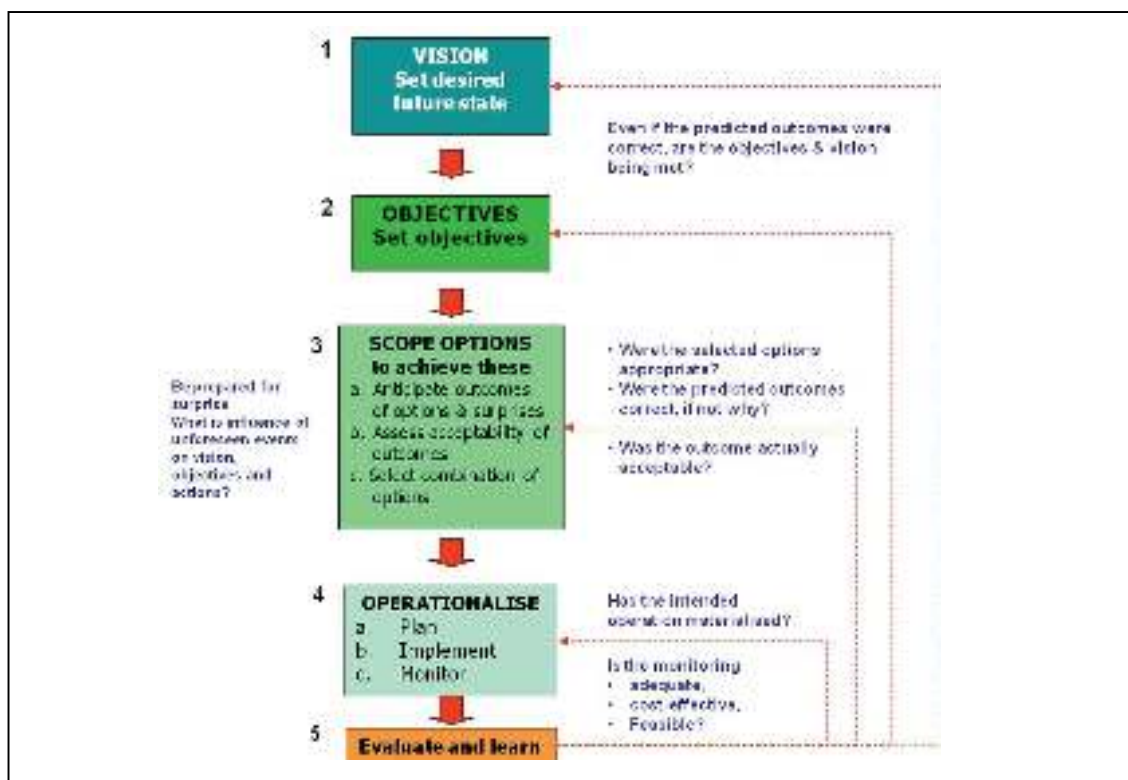 1
VISION
Set desired
future state
Even if the predicted outcomes were
correct, are the objectives & vision
being met?
2
OBJECTIVES
Set objectives
3
SCOPE OPTIONS
to achieve these
a. Anticipate outcomes
of options & surprises
b. Assess acceptability of
outcomes
c. Select combination of
options
Be prepared for
surprise
What is influence of
unforeseen events
on vision,
objectives and
actions?
• Were the selected options
appropriate?
• Were the predicted outcomes
correct, if not why?
• Was the outcome actually
acceptable?
4
OPERATIONALISE
a. Plan
b. Implement
c. Monitor
Has the intended
operation materialised?
Is the monitoring
• adequate,
• cost effective,
• Feasible?
5
Evaluate and learn